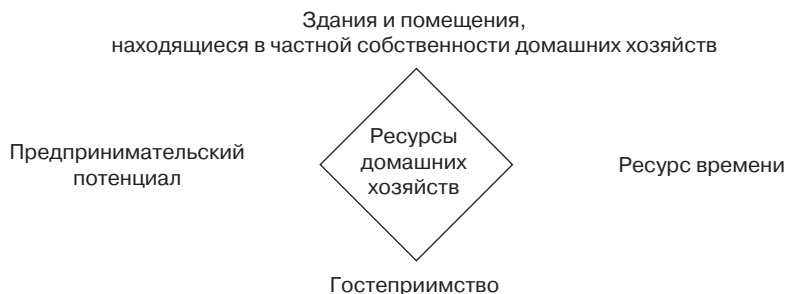 Здания и помещения,
находящиеся в частной собственности домашних хозяйств
Предпринимательский
потенциал
Ресурсы
домашних
хозяйств
Ресурс времени
Гостеприимство